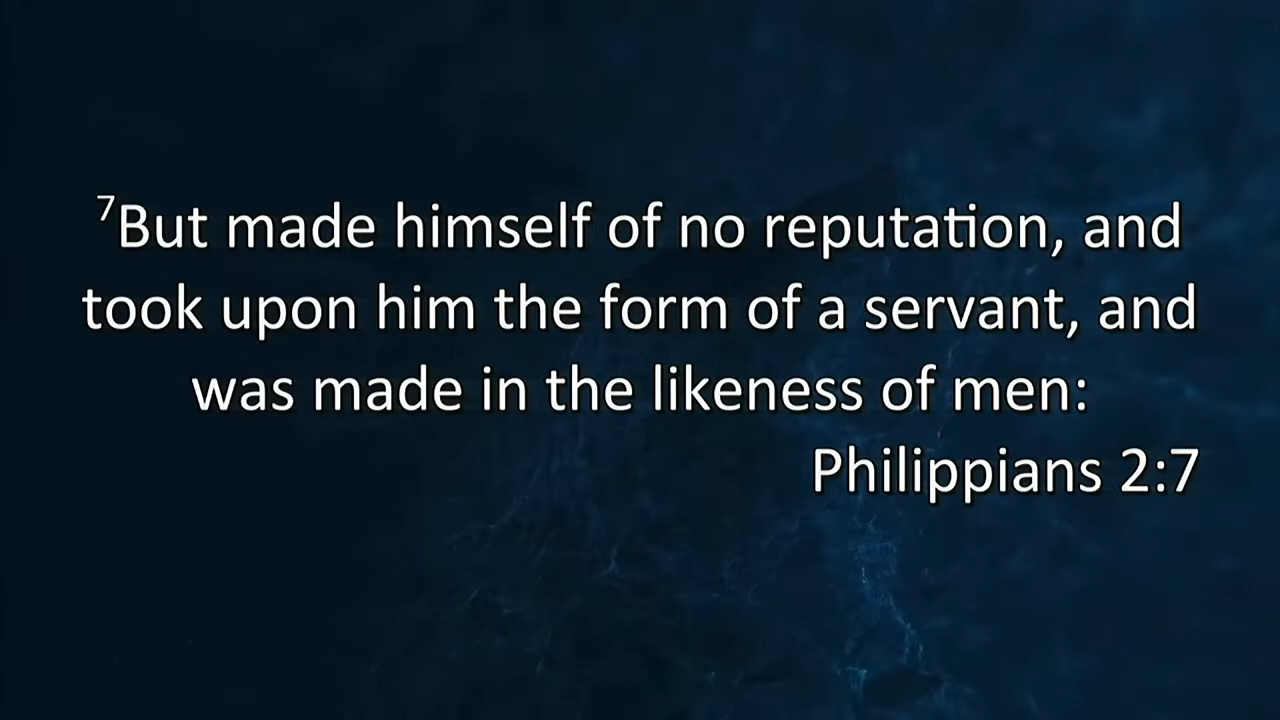 ⁷But made himself of no reputation, and
took upon him the form of a servant, and
was made in the likeness of men:
Philippians 2:7